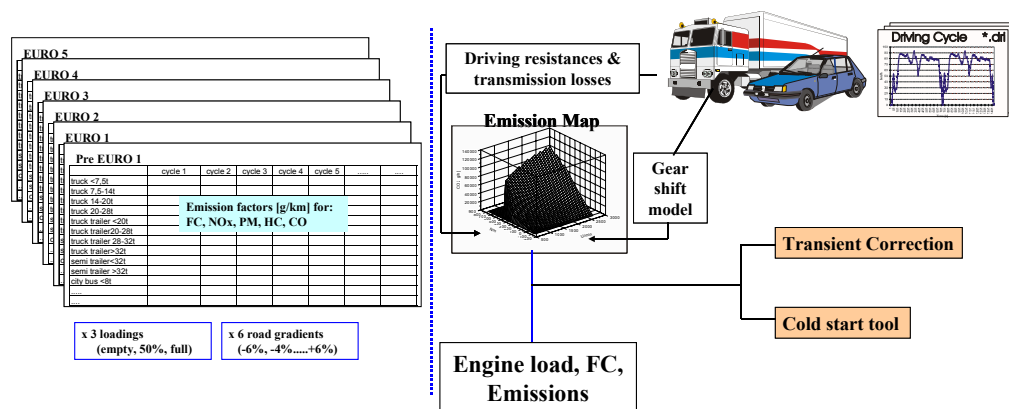 EURO 5
EURO 4
EURO 3
EURO 2
EURO 1
Pre EURO 1
cycle 1 cycle 2 cycle 3 cycle 4 cycle 5 ..... ....
truck <7,5t
truck 7,5-14t
truck 14-20t
truck 20-28t
truck trailer <20t
truck trailer20-28t
truck trailer 28-32t
truck trailer>32t
semi trailer<32t
semi trailer >32t
city bus <8t
.....
....
Emission factors [g/km] for:
FC, NOx, PM, HC, CO
x 3 loadings
(empty, 50%, full)
x 6 road gradients
(-6%, -4%.....+6%)
Driving resistances &
transmission losses
Driving Cycle *.dri
Emission Map
Gear
shift
model
Transient Correction
Cold start tool
Engine load, FC,
Emissions